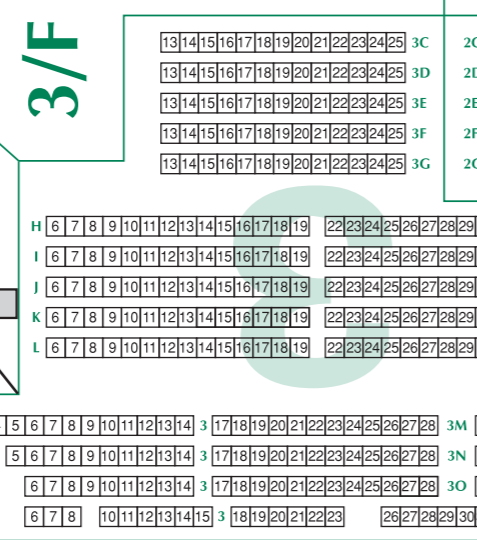 3/F
13 14 15 16 17 18 19 20 21 22 23 24 25 3C
13 14 15 16 17 18 19 20 21 22 23 24 25 3D
13 14 15 16 17 18 19 20 21 22 23 24 25 3E
13 14 15 16 17 18 19 20 21 22 23 24 25 3F
13 14 15 16 17 18 19 20 21 22 23 24 25 3G
3
H 6 7 8 9 10 11 12 13 14 15 16 17 18 19 22 23 24 25 26 27 28 29
I 6 7 8 9 10 11 12 13 14 15 16 17 18 19 22 23 24 25 26 27 28 29
J 6 7 8 9 10 11 12 13 14 15 16 17 18 19 22 23 24 25 26 27 28 29
K 6 7 8 9 10 11 12 13 14 15 16 17 18 19 22 23 24 25 26 27 28 29
L 6 7 8 9 10 11 12 13 14 15 16 17 18 19 22 23 24 25 26 27 28 29
5 6 7 8 9 10 11 12 13 14 3 17 18 19 20 21 22 23 24 25 26 27 28 3M
5 6 7 8 9 10 11 12 13 14 3 17 18 19 20 21 22 23 24 25 26 27 28 3N
6 7 8 9 10 11 12 13 14 3 17 18 19 20 21 22 23 24 25 26 27 28 3O
6 7 8 10 11 12 13 14 15 3 18 19 20 21 22 23 26 27 28 29 30